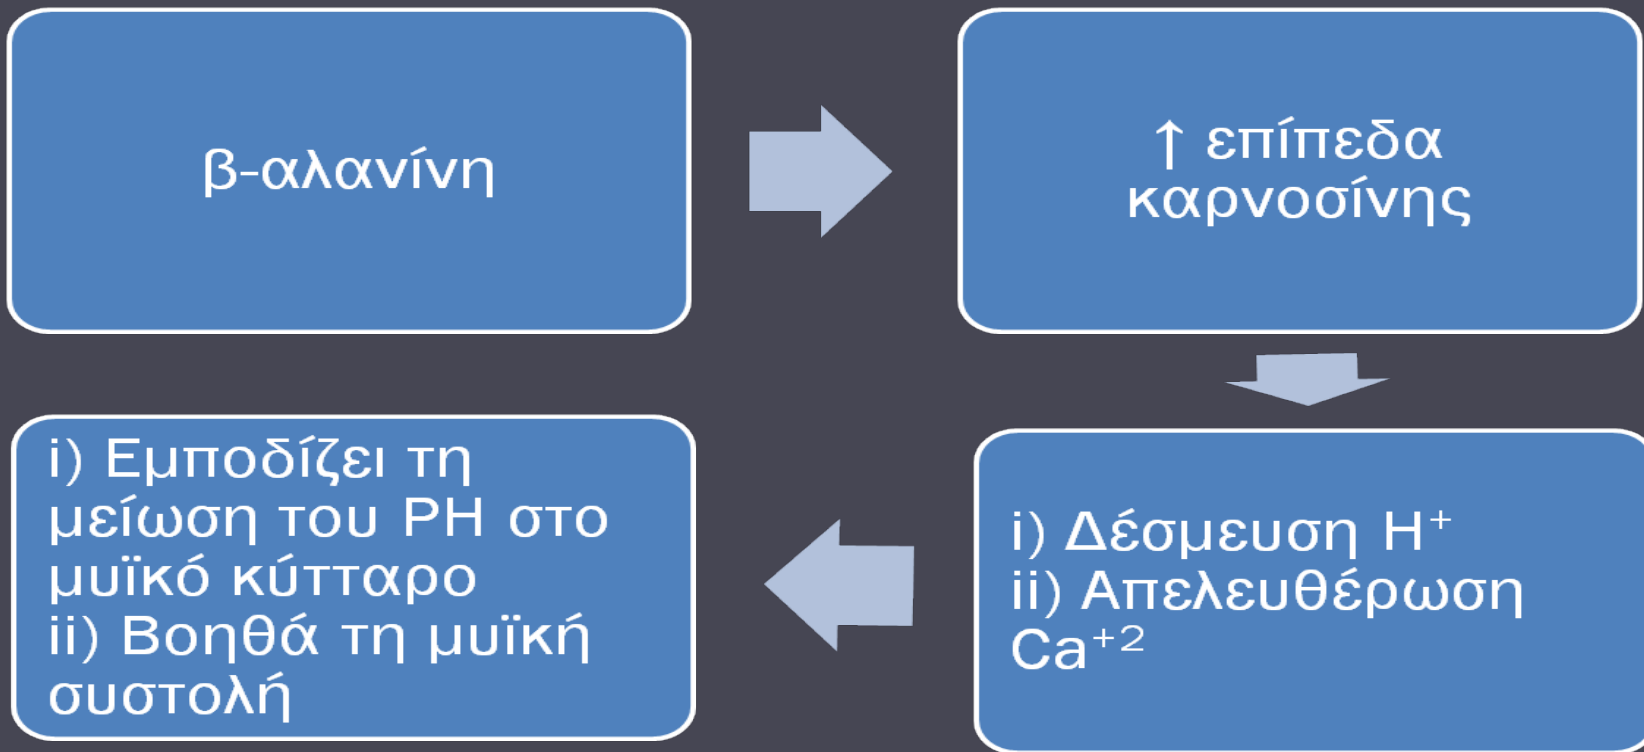 β-αλανίνη
↑ επίπεδα
καρνοσίνης
i) Δέσμευση H⁺
ii) Απελευθέρωση
Ca⁺²
i) Εμποδίζει τη
μείωση του PH στο
μυϊκό κύτταρο
ii) Βοηθά τη μυϊκή
συστολή